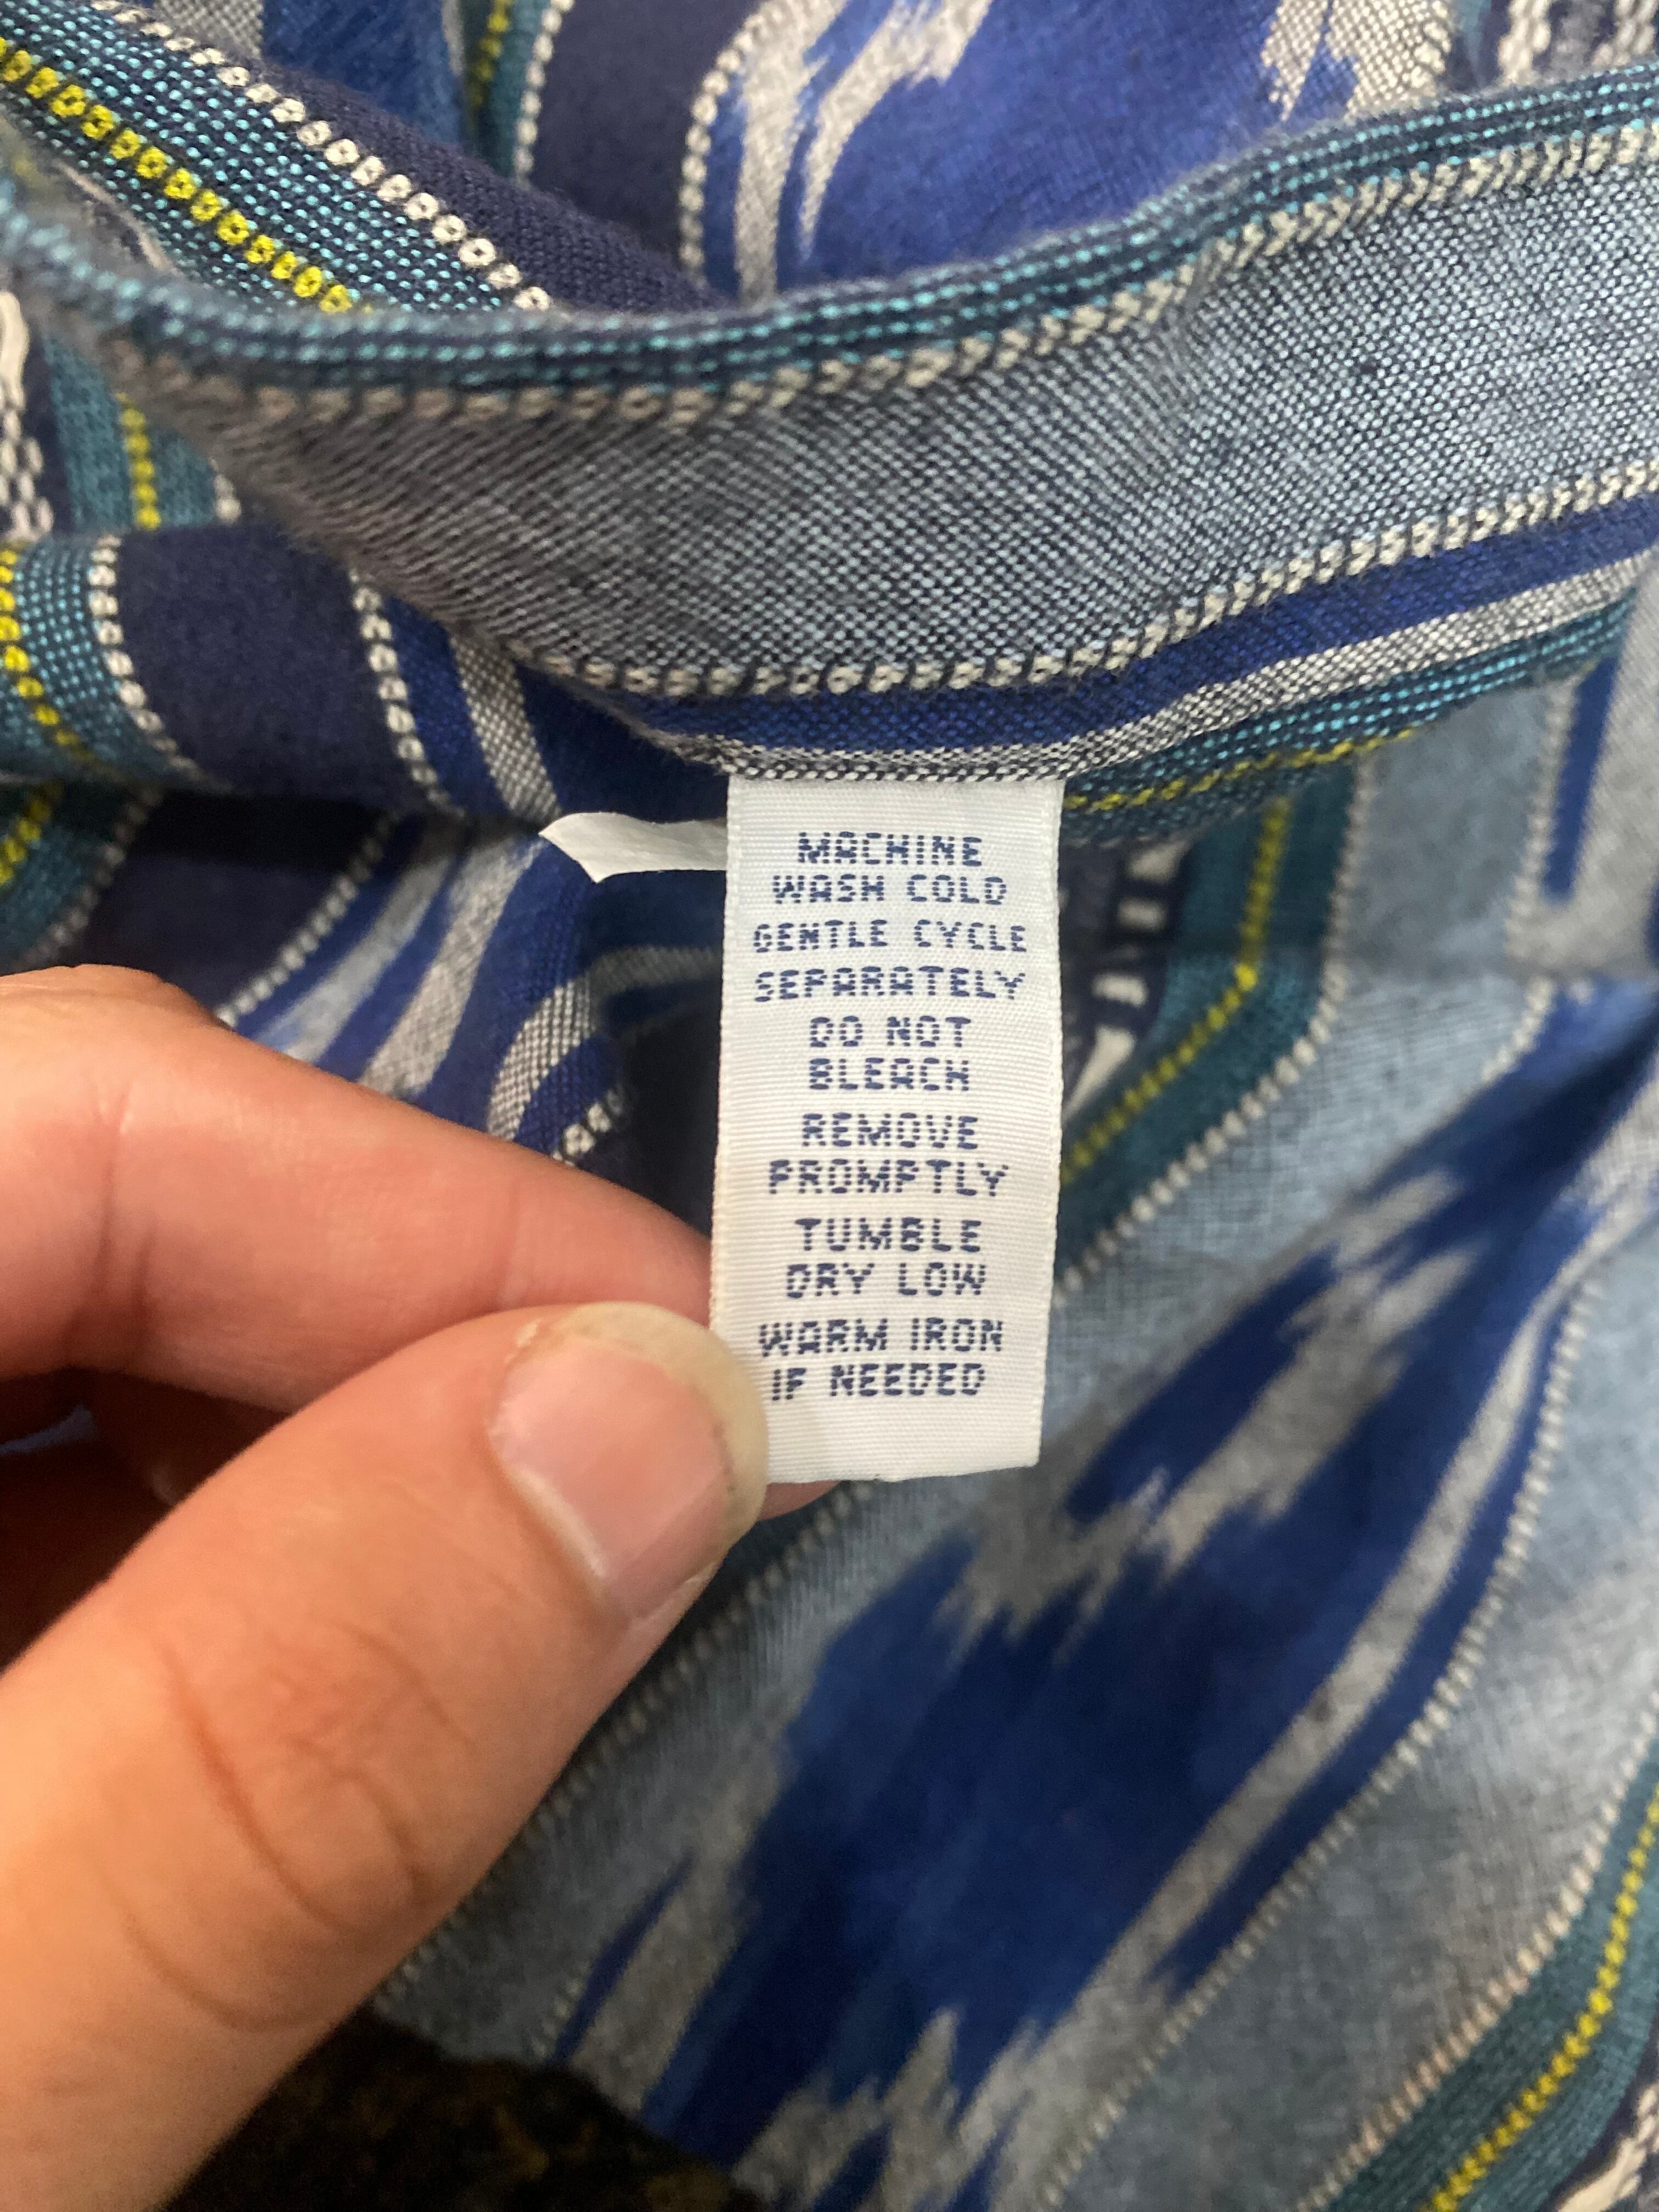 MACHINE
WASH COLD
GENTLE CYCLE
SEPARATELY
DO NOT
BLEACH
REMOVE
PROMPTLY
TUMBLE
DRY LOW
WARM IRON
IF NEEDED